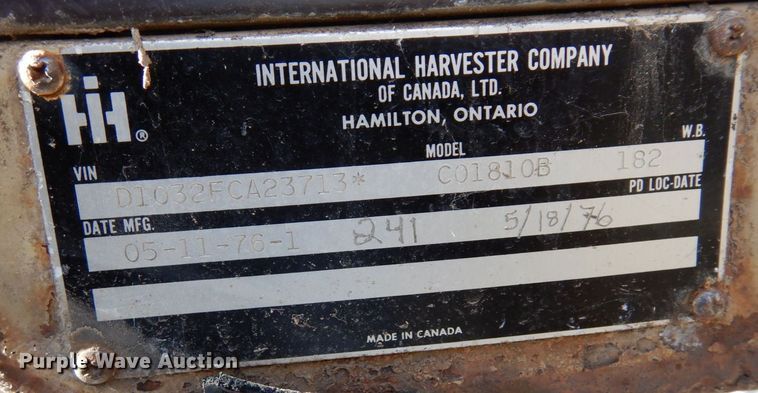 IH ®
INTERNATIONAL HARVESTER COMPANY
OF CANADA, LTD.
HAMILTON, ONTARIO
VIN MODEL W.B.
D1032FCA23713* CO1810B 182
DATE MFG. PD LOC-DATE
05-11-76-1 241 5/18/76
MADE IN CANADA
Purple Wave Auction